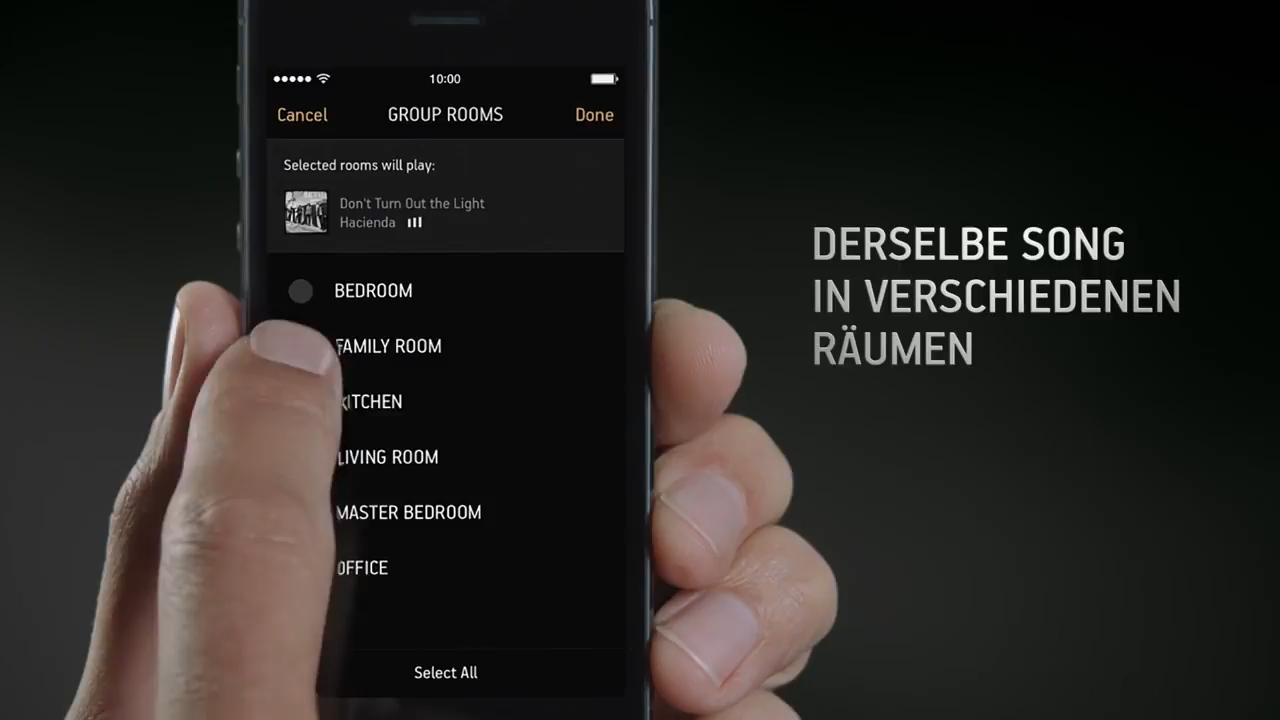 10:00
Cancel GROUP ROOMS Done
Selected rooms will play:
Don't Turn Out the Light
Hacienda
BEDROOM
FAMILY ROOM
KITCHEN
LIVING ROOM
MASTER BEDROOM
OFFICE
Select All
DERSELBE SONG
IN VERSCHIEDENEN
RÄUMEN